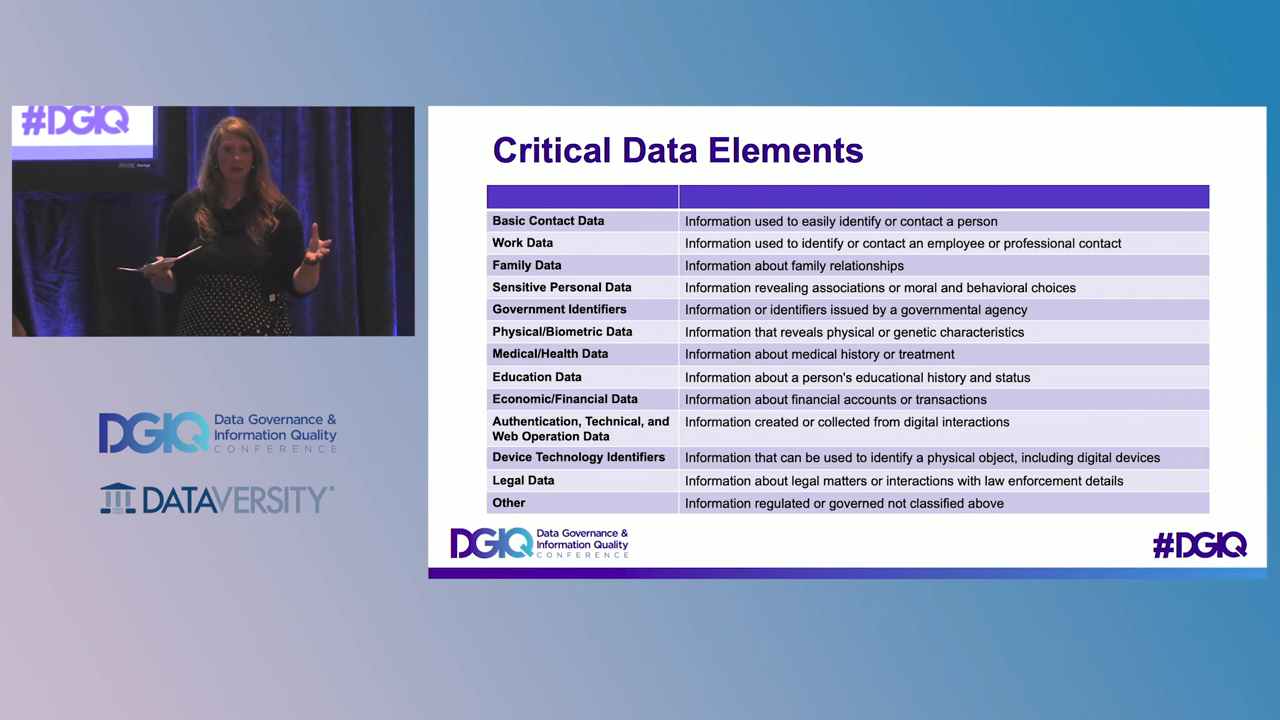 #DGIQ
DGIQ Data Governance &
Information Quality
CONFERENCE
DATAVERSITY
Critical Data Elements
Basic Contact Data Information used to easily identify or contact a person
Work Data Information used to identify or contact an employee or professional contact
Family Data Information about family relationships
Sensitive Personal Data Information revealing associations or moral and behavioral choices
Government Identifiers Information or identifiers issued by a governmental agency
Physical/Biometric Data Information that reveals physical or genetic characteristics
Medical/Health Data Information about medical history or treatment
Education Data Information about a person's educational history and status
Economic/Financial Data Information about financial accounts or transactions
Authentication, Technical, and Information created or collected from digital interactions
Web Operation Data
Device Technology Identifiers Information that can be used to identify a physical object, including digital devices
Legal Data Information about legal matters or interactions with law enforcement details
Other Information regulated or governed not classified above
DGIQ Data Governance &
Information Quality
CONFERENCE
#DGIQ